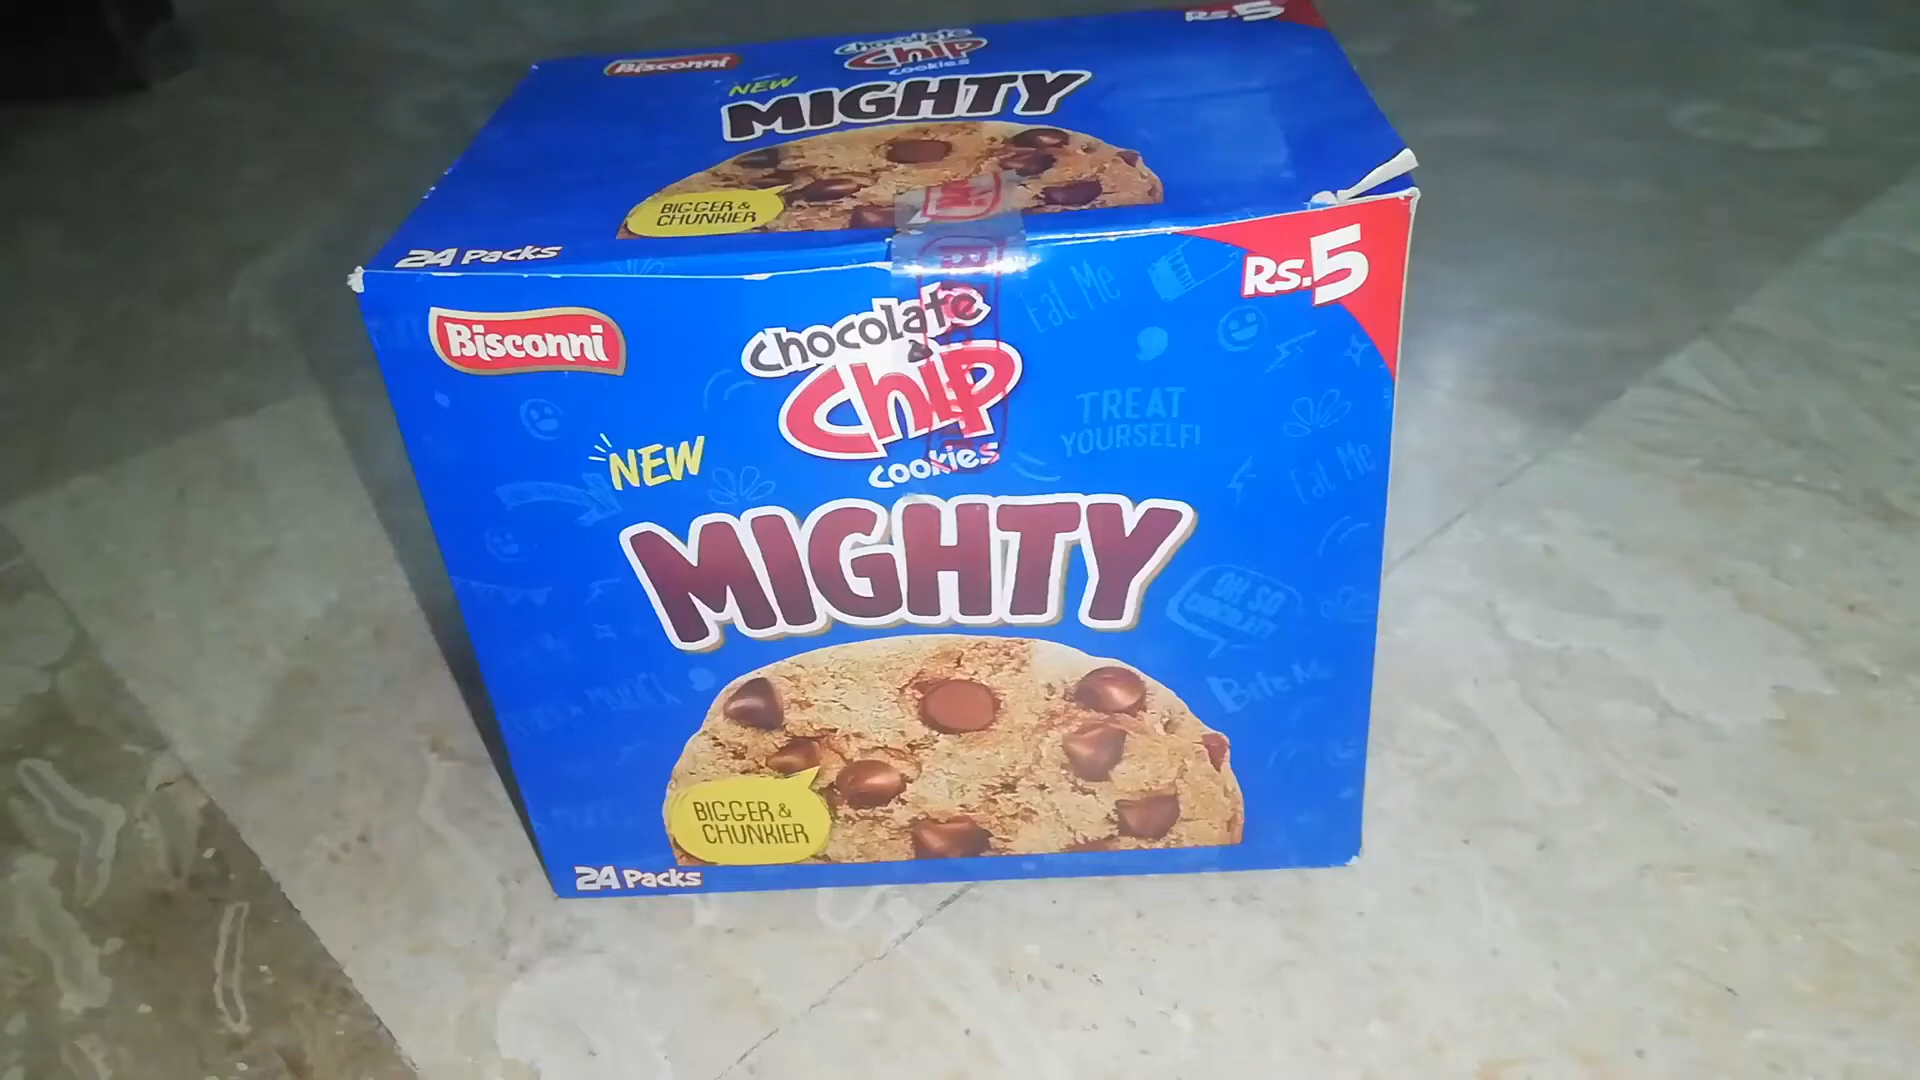 Rs.5
Bisconni
Chocolate
Chip
cookies
NEW
MIGHTY
BIGGER &
CHUNKIER
24 Packs
Rs.5
Bisconni
Chocolate
Chip
cookies
Eat Me
TREAT
YOURSELF!
NEW
Eat Me
MIGHTY
OH SO
CHOCOLATY
Bite Me
BIGGER &
CHUNKIER
24 Packs